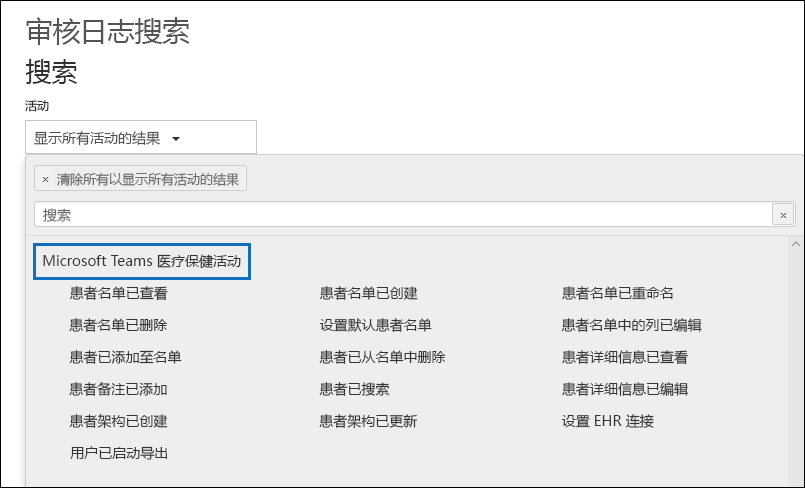 审核日志搜索
搜索
活动
显示所有活动的结果
× 清除所有以显示所有活动的结果
搜索 ×
Microsoft Teams 医疗保健活动
患者名单已查看 患者名单已创建 患者名单已重命名
患者名单已删除 设置默认患者名单 患者名单中的列已编辑
患者已添加至名单 患者已从名单中删除 患者详细信息已查看
患者备注已添加 患者已搜索 患者详细信息已编辑
患者架构已创建 患者架构已更新 设置 EHR 连接
用户已启动导出